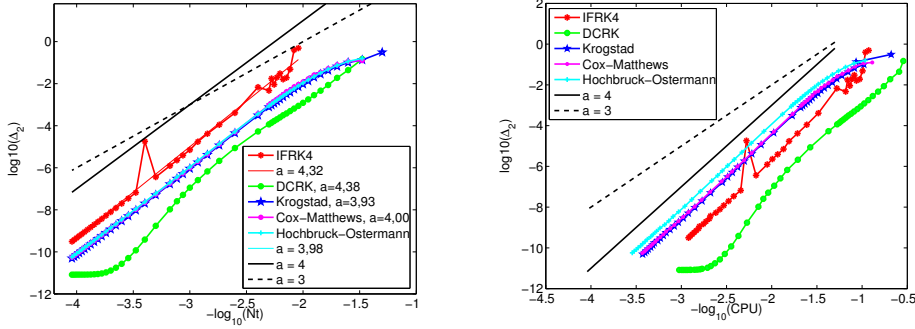 2
0
−2
−4
−6
−8
−10
−12
log10(Δ2)
−4
−3.5
−3
−2.5
−2
−1.5
−1
−log10(Nt)
IFRK4
a = 4,32
DCRK, a=4,38
Krogstad, a=3,93
Cox−Matthews, a=4,00
Hochbruck−Ostermann
a = 3,98
a = 4
a = 3
2
0
−2
−4
−6
−8
−10
−12
log10(Δ2)
−4.5
−4
−3.5
−3
−2.5
−2
−1.5
−1
−0.5
−log10(CPU)
IFRK4
DCRK
Krogstad
Cox−Matthews
Hochbruck−Ostermann
a = 4
a = 3